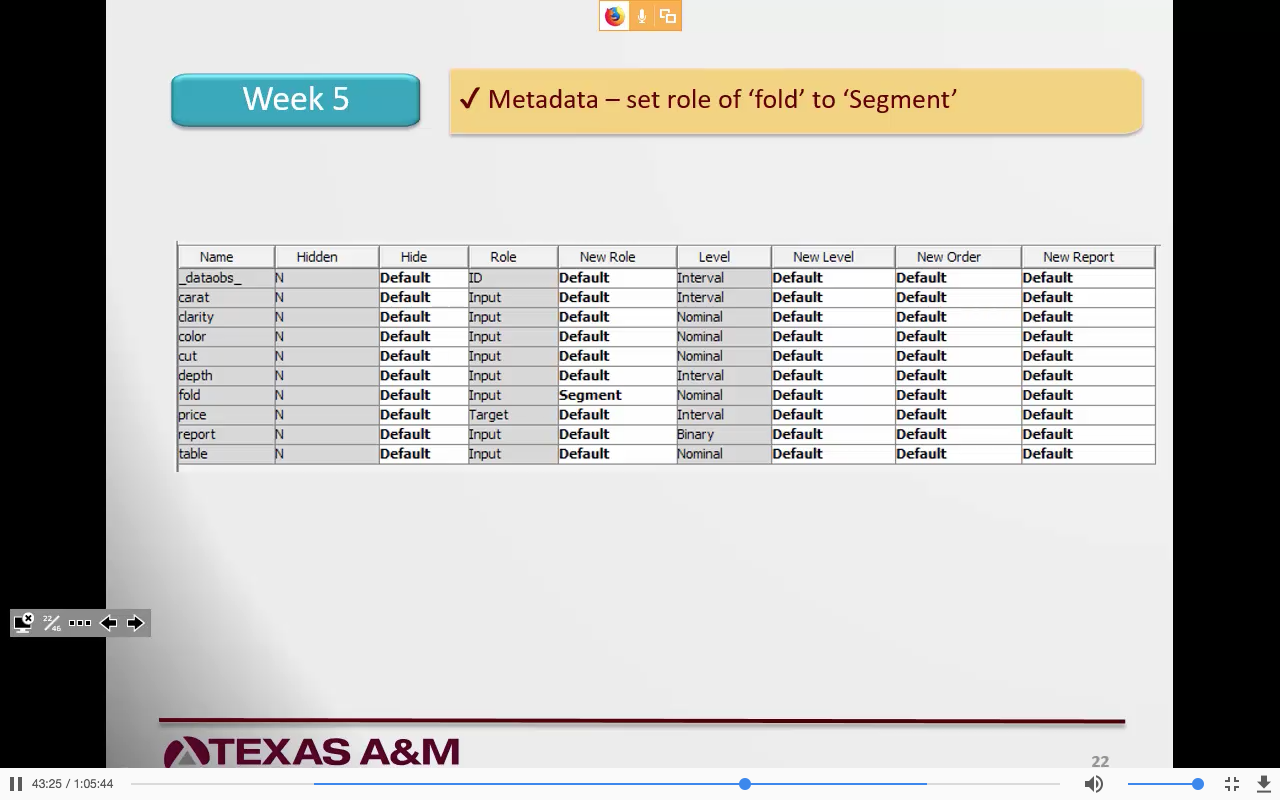 Week 5
✓ Metadata – set role of ‘fold’ to ‘Segment’
Name Hidden Hide Role New Role Level New Level New Order New Report
_dataobs_ N Default ID Default Interval Default Default Default
carat N Default Input Default Interval Default Default Default
clarity N Default Input Default Nominal Default Default Default
color N Default Input Default Nominal Default Default Default
cut N Default Input Default Nominal Default Default Default
depth N Default Input Default Interval Default Default Default
fold N Default Input Segment Nominal Default Default Default
price N Default Target Default Interval Default Default Default
report N Default Input Default Binary Default Default Default
table N Default Input Default Nominal Default Default Default
22/46
TEXAS A&M
22
43:25 / 1:05:44